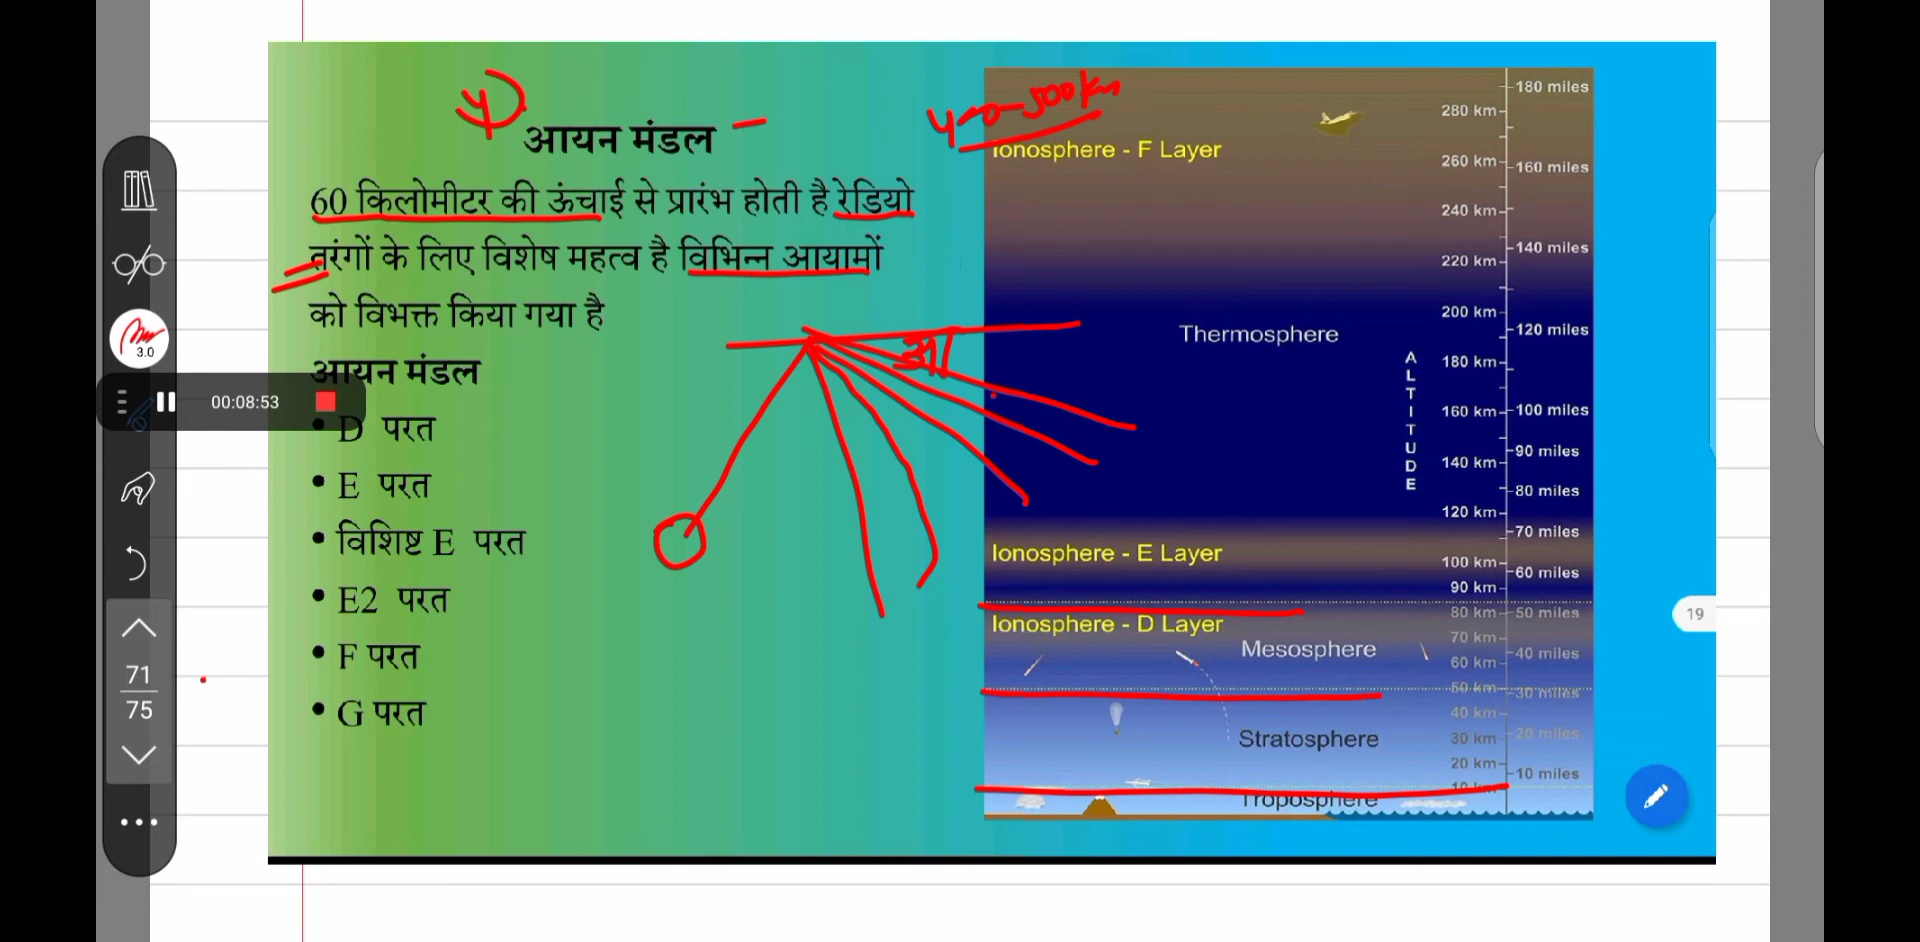 4)
आयन मंडल
60 किलोमीटर की ऊंचाई से प्रारंभ होती है रेडियो
तरंगों के लिए विशेष महत्व है विभिन्न आयामों
को विभक्त किया गया है
आयन मंडल
• D परत
• E परत
• विशिष्ट E परत
• E2 परत
• F परत
• G परत
3.0
00:08:53
71
75
19
500km
Ionosphere - F Layer
Thermosphere
Ionosphere - E Layer
Ionosphere - D Layer
Mesosphere
Stratosphere
Troposphere
ALTITUDE
280 km
260 km
240 km
220 km
200 km
180 km
160 km
140 km
120 km
100 km
90 km
80 km
70 km
60 km
50 km
40 km
30 km
20 km
10 km
180 miles
160 miles
140 miles
120 miles
100 miles
90 miles
80 miles
70 miles
60 miles
50 miles
40 miles
30 miles
20 miles
10 miles